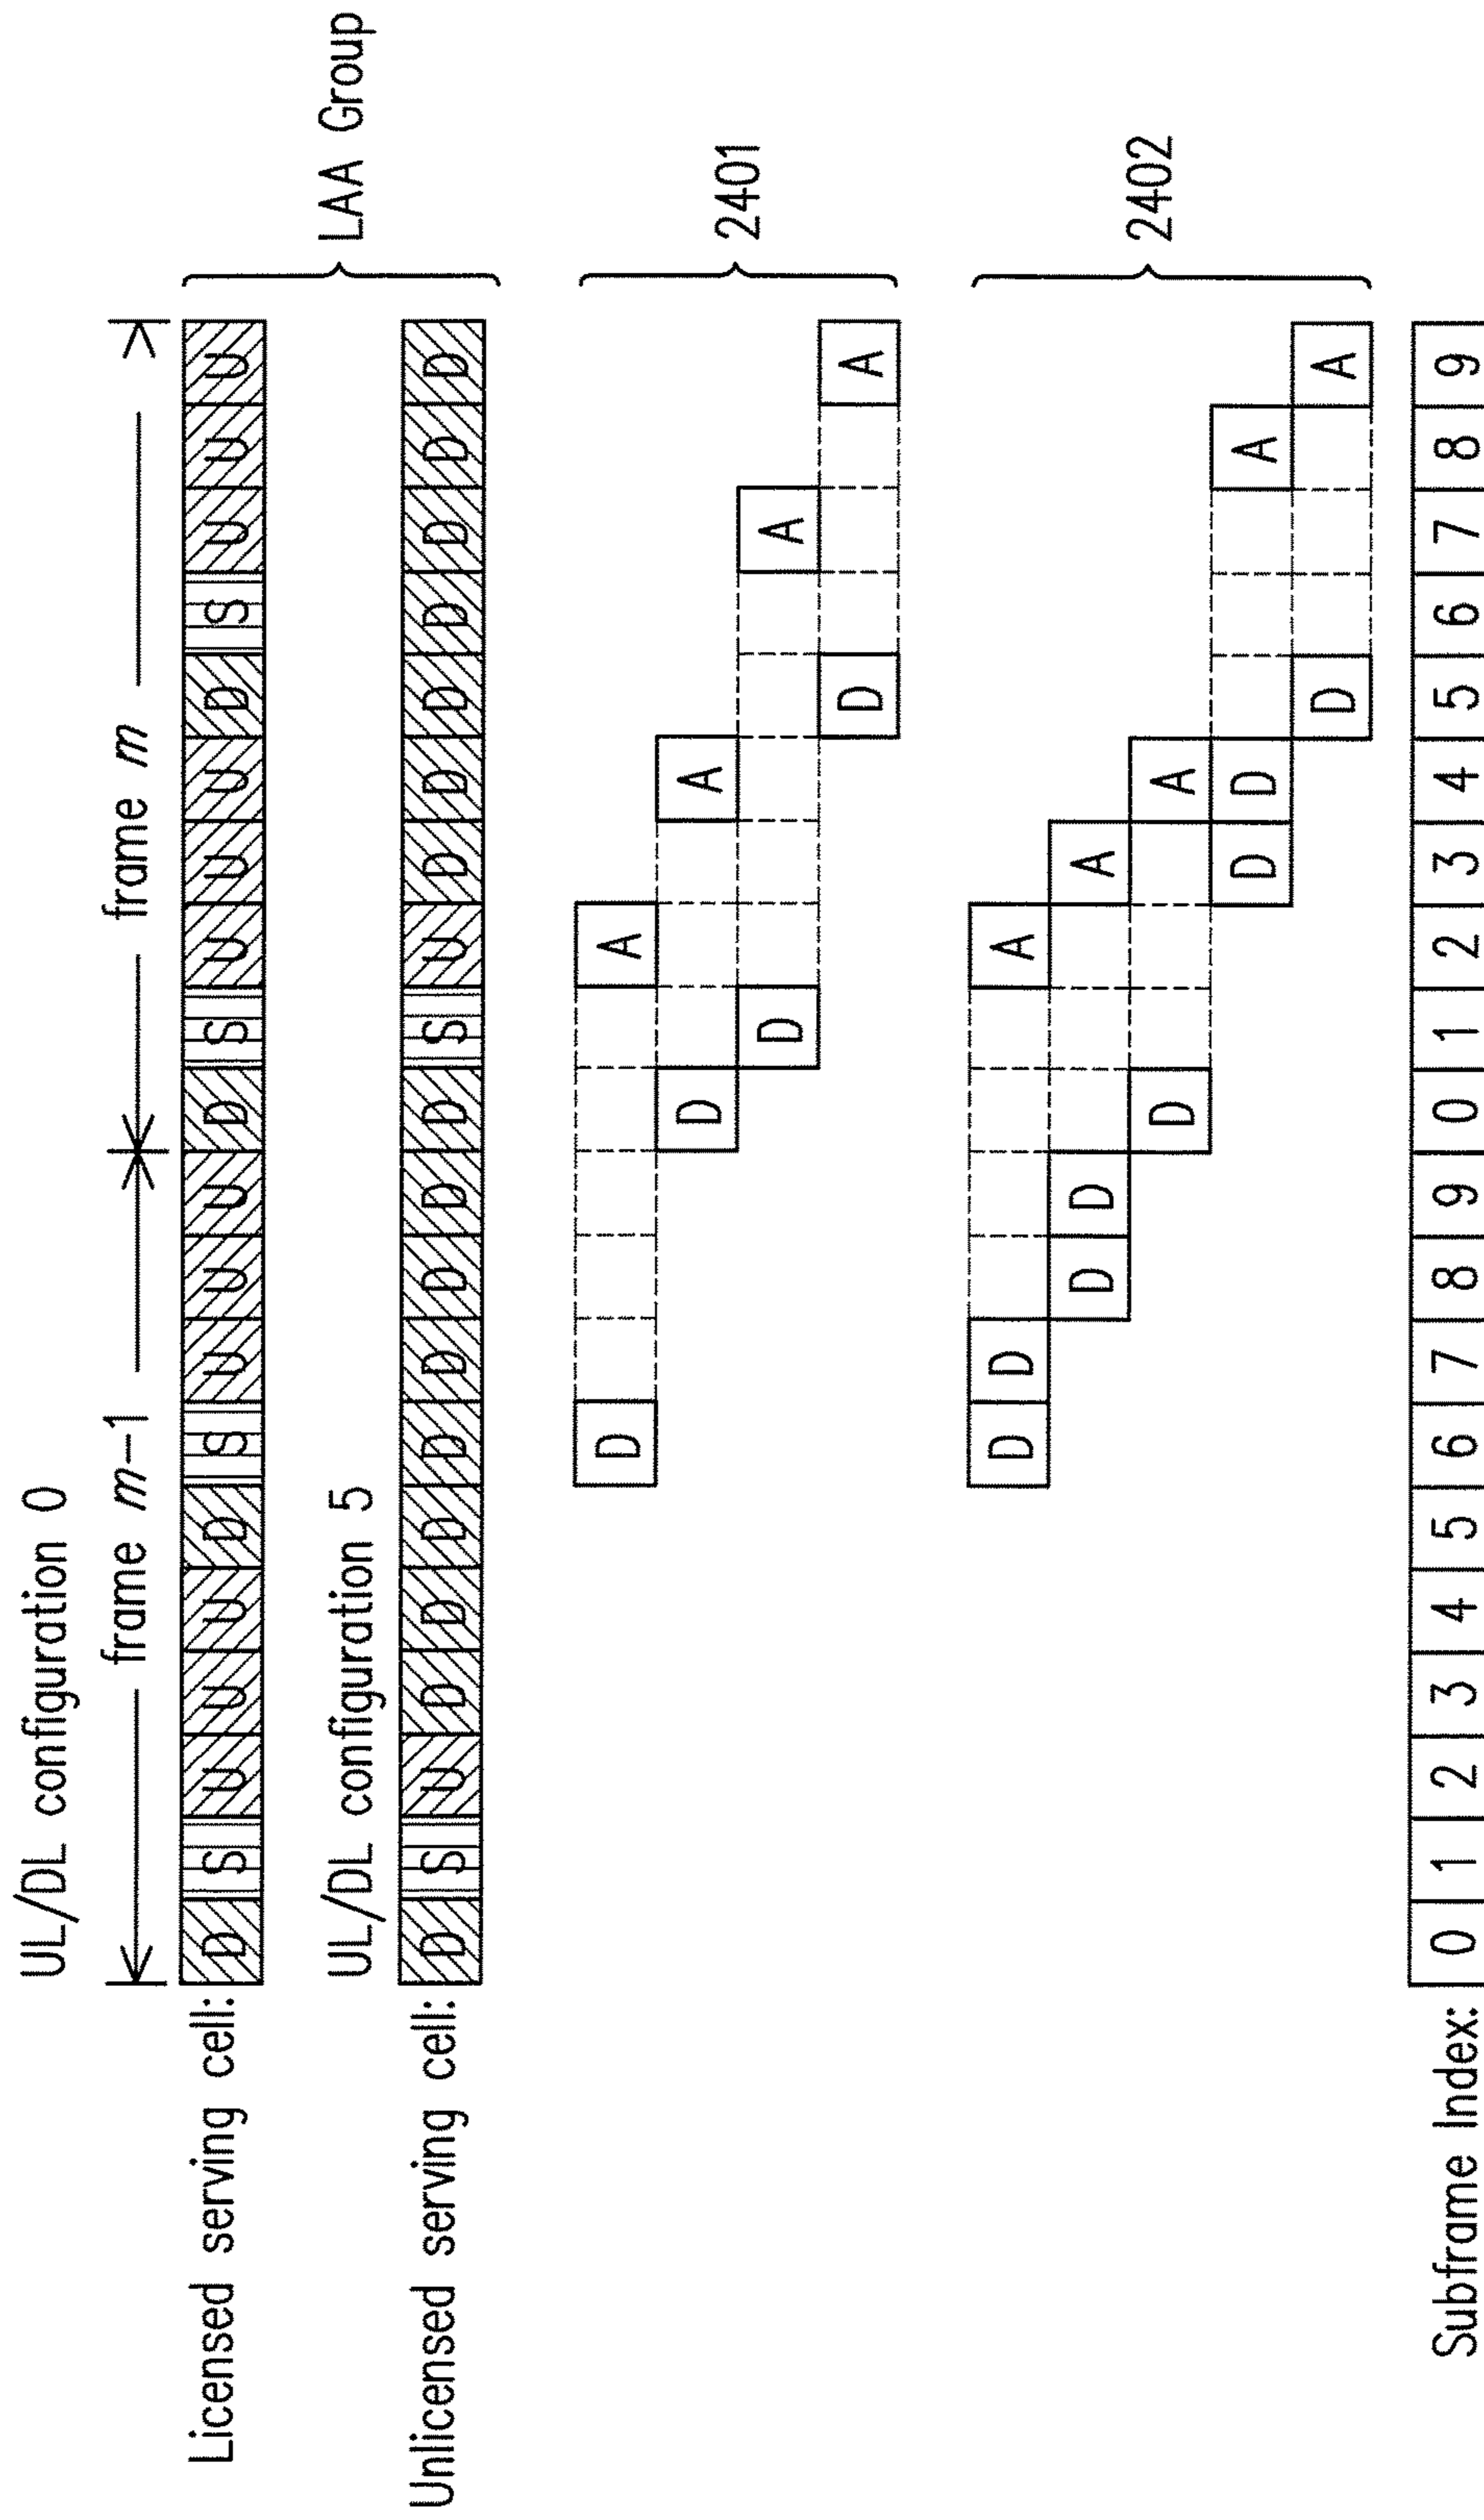 UL/DL configuration 0
frame m−1 frame m
Licensed serving cell: D S U U U D S U U U D S U U U D S U U U
UL/DL configuration 5
LAA Group
Unlicensed serving cell: D S U D D D D D D D D S U D D D D D D D
D A
D A
2401
D A
D A
D D A
D D A
D A
2402
D D A
D A
Subframe Index: 0 1 2 3 4 5 6 7 8 9 0 1 2 3 4 5 6 7 8 9